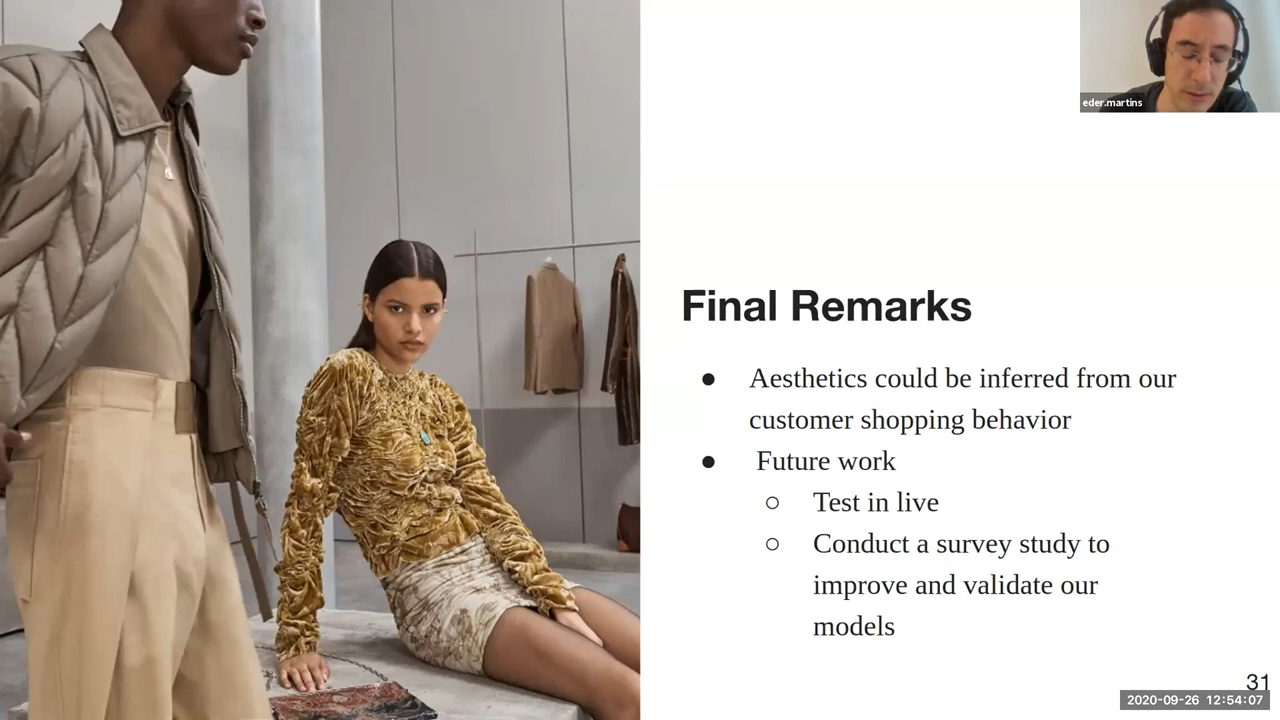 eder.martins
Final Remarks
● Aesthetics could be inferred from our
customer shopping behavior
● Future work
○ Test in live
○ Conduct a survey study to
improve and validate our
models
31
2020-09-26 12:54:07